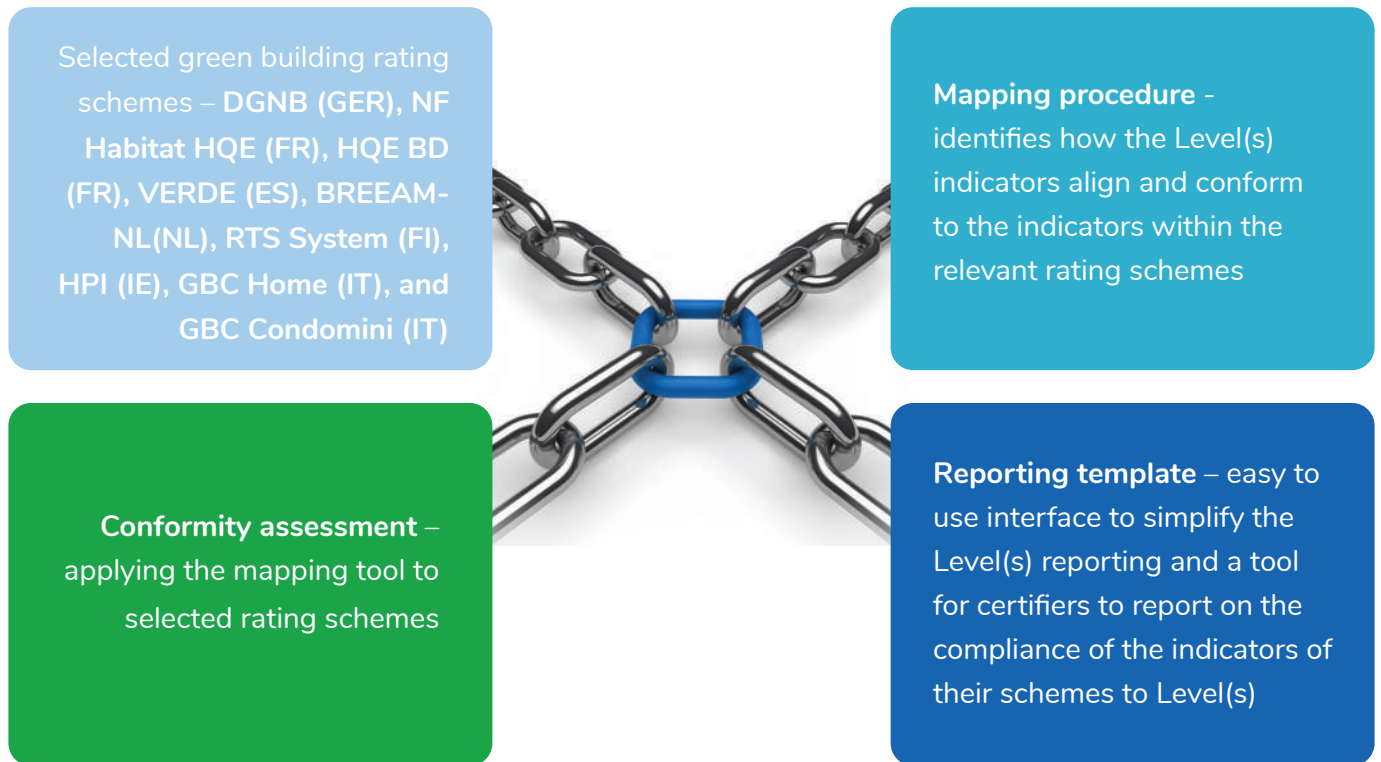 Selected green building rating
schemes – DGNB (GER), NF
Habitat HQE (FR), HQE BD
(FR), VERDE (ES), BREEAM-
NL(NL), RTS System (FI),
HPI (IE), GBC Home (IT), and
GBC Condomini (IT)
Mapping procedure -
identifies how the Level(s)
indicators align and conform
to the indicators within the
relevant rating schemes
Conformity assessment –
applying the mapping tool to
selected rating schemes
Reporting template – easy to
use interface to simplify the
Level(s) reporting and a tool
for certifiers to report on the
compliance of the indicators of
their schemes to Level(s)